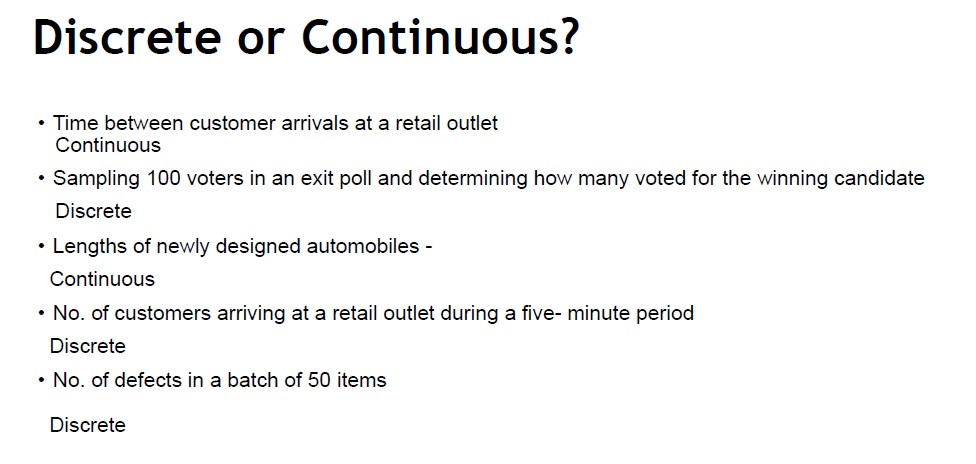 Discrete or Continuous?
• Time between customer arrivals at a retail outlet
Continuous
• Sampling 100 voters in an exit poll and determining how many voted for the winning candidate
Discrete
• Lengths of newly designed automobiles -
Continuous
• No. of customers arriving at a retail outlet during a five- minute period
Discrete
• No. of defects in a batch of 50 items
Discrete